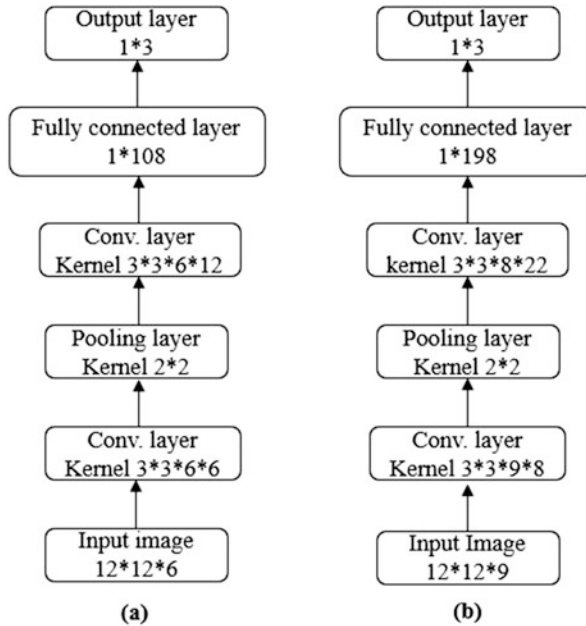 Output layer
1*3
Fully connected layer
1*108
Conv. layer
Kernel 3*3*6*12
Pooling layer
Kernel 2*2
Conv. layer
Kernel 3*3*6*6
Input image
12*12*6
(a)
Output layer
1*3
Fully connected layer
1*198
Conv. layer
kernel 3*3*8*22
Pooling layer
Kernel 2*2
Conv. layer
Kernel 3*3*9*8
Input Image
12*12*9
(b)